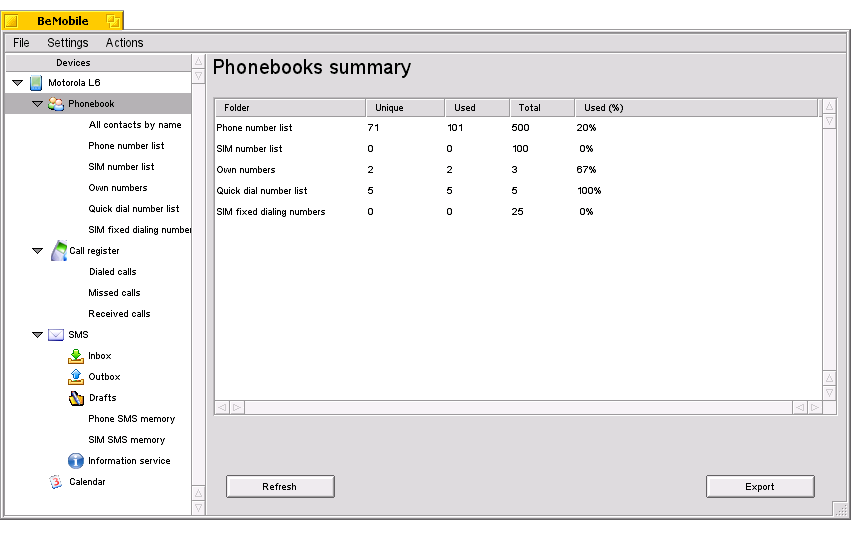 BeMobile
File Settings Actions
Devices
Motorola L6
Phonebook
All contacts by name
Phone number list
SIM number list
Own numbers
Quick dial number list
SIM fixed dialing number
Call register
Dialed calls
Missed calls
Received calls
SMS
Inbox
Outbox
Drafts
Phone SMS memory
SIM SMS memory
Information service
3 Calendar
Phonebooks summary
Folder Unique Used Total Used (%)
Phone number list 71 101 500 20%
SIM number list 0 0 100 0%
Own numbers 2 2 3 67%
Quick dial number list 5 5 5 100%
SIM fixed dialing numbers 0 0 25 0%
Refresh Export